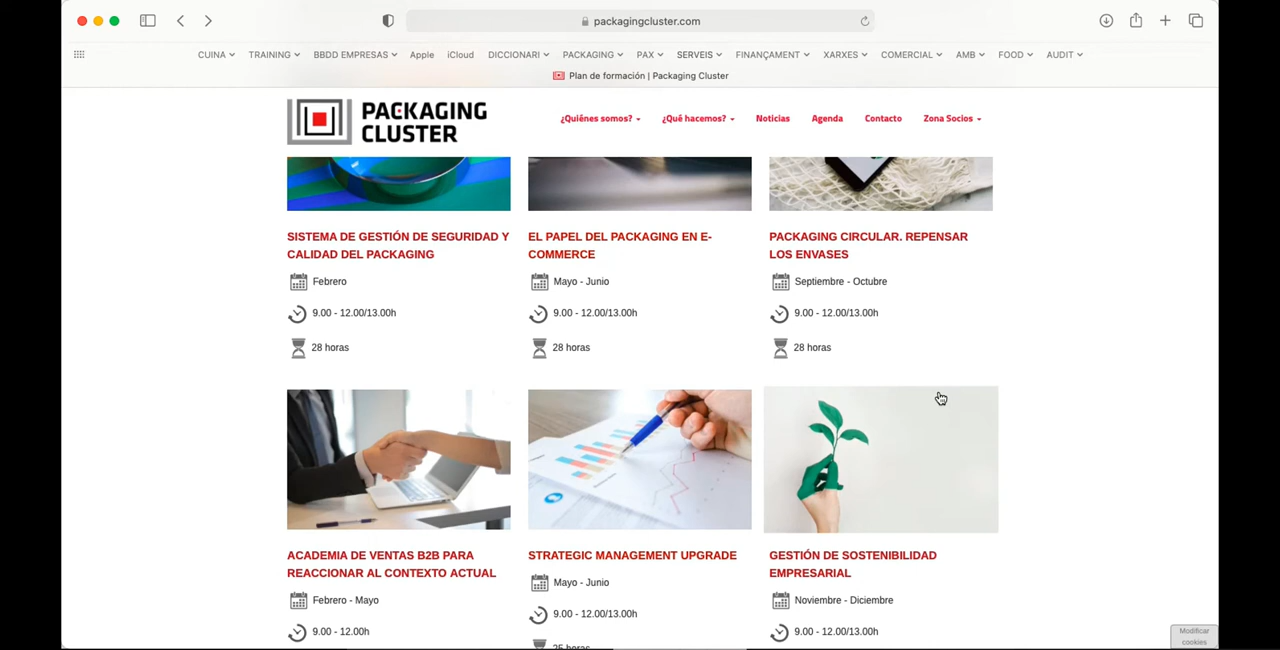 packagingcluster.com
CUINA TRAINING BBDD EMPRESAS Apple iCloud DICCIONARI PACKAGING PAX SERVEIS FINANÇAMENT XARXES COMERCIAL AMB FOOD AUDIT
Plan de formación | Packaging Cluster
PACKAGING
CLUSTER
¿Quiénes somos? ¿Qué hacemos? Noticias Agenda Contacto Zona Socios
SISTEMA DE GESTIÓN DE SEGURIDAD Y
CALIDAD DEL PACKAGING
Febrero
9.00 - 12.00/13.00h
28 horas
EL PAPEL DEL PACKAGING EN E-
COMMERCE
Mayo - Junio
9.00 - 12.00/13.00h
28 horas
PACKAGING CIRCULAR. REPENSAR
LOS ENVASES
Septiembre - Octubre
9.00 - 12.00/13.00h
28 horas
ACADEMIA DE VENTAS B2B PARA
REACCIONAR AL CONTEXTO ACTUAL
Febrero - Mayo
9.00 - 12.00h
STRATEGIC MANAGEMENT UPGRADE
Mayo - Junio
9.00 - 12.00/13.00h
25 horas
GESTIÓN DE SOSTENIBILIDAD
EMPRESARIAL
Noviembre - Diciembre
9.00 - 12.00/13.00h
Modificar
cookies